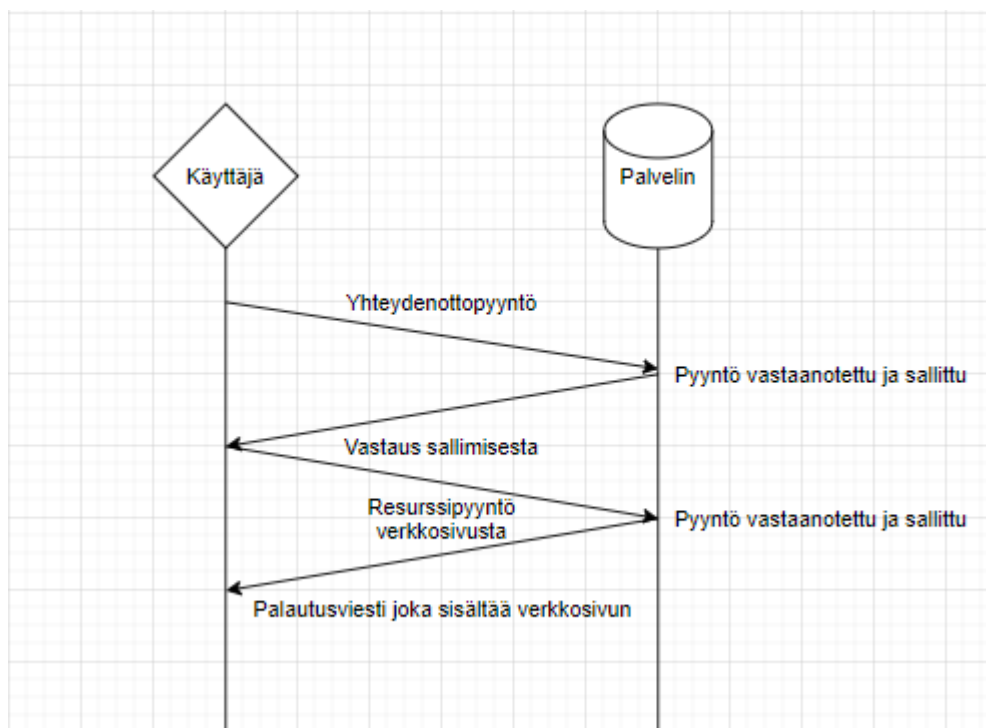 Käyttäjä
Palvelin
Yhteydenottopyyntö
Pyyntö vastaanotettu ja sallittu
Vastaus sallimisesta
Resurssipyyntö
verkkosivusta
Pyyntö vastaanotettu ja sallittu
Palautusviesti joka sisältää verkkosivun